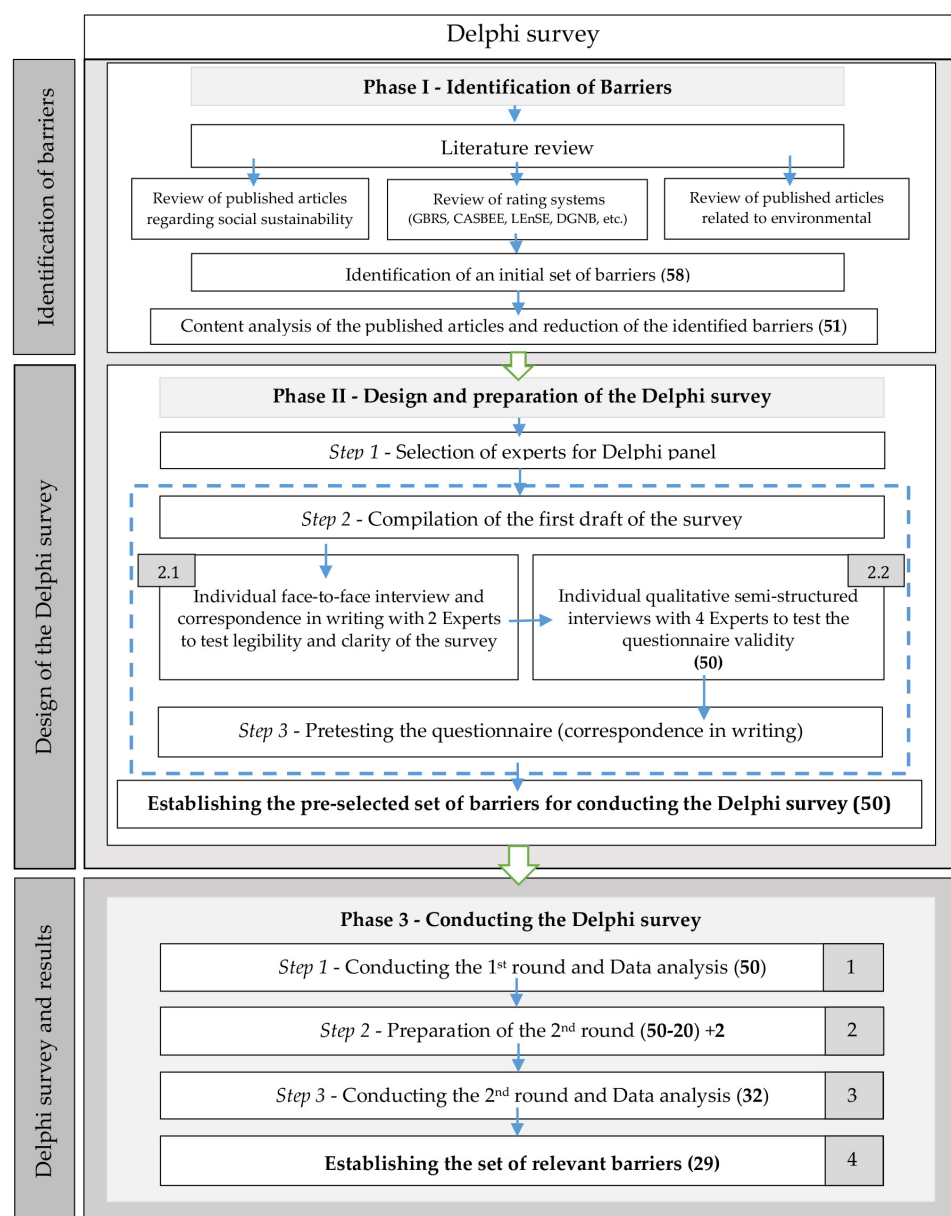 Delphi survey
Identification of barriers
Phase I - Identification of Barriers
Literature review
Review of published articles
regarding social sustainability
Review of rating systems
(GBRS, CASBEE, LEnSE, DGNB, etc.)
Review of published articles
related to environmental
Identification of an initial set of barriers (58)
Content analysis of the published articles and reduction of the identified barriers (51)
Design of the Delphi survey
Phase II - Design and preparation of the Delphi survey
Step 1 - Selection of experts for Delphi panel
Step 2 - Compilation of the first draft of the survey
2.1
Individual face-to-face interview and
correspondence in writing with 2 Experts
to test legibility and clarity of the survey
2.2
Individual qualitative semi-structured
interviews with 4 Experts to test the
questionnaire validity
(50)
Step 3 - Pretesting the questionnaire (correspondence in writing)
Establishing the pre-selected set of barriers for conducting the Delphi survey (50)
Delphi survey and results
Phase 3 - Conducting the Delphi survey
Step 1 - Conducting the 1st round and Data analysis (50)
1
Step 2 - Preparation of the 2nd round (50-20) +2
2
Step 3 - Conducting the 2nd round and Data analysis (32)
3
Establishing the set of relevant barriers (29)
4